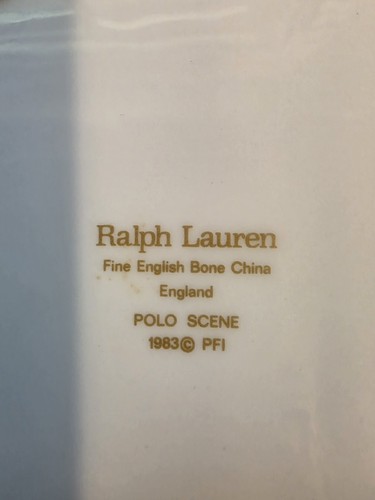 Ralph Lauren
Fine English Bone China
England
POLO SCENE
1983© PFI